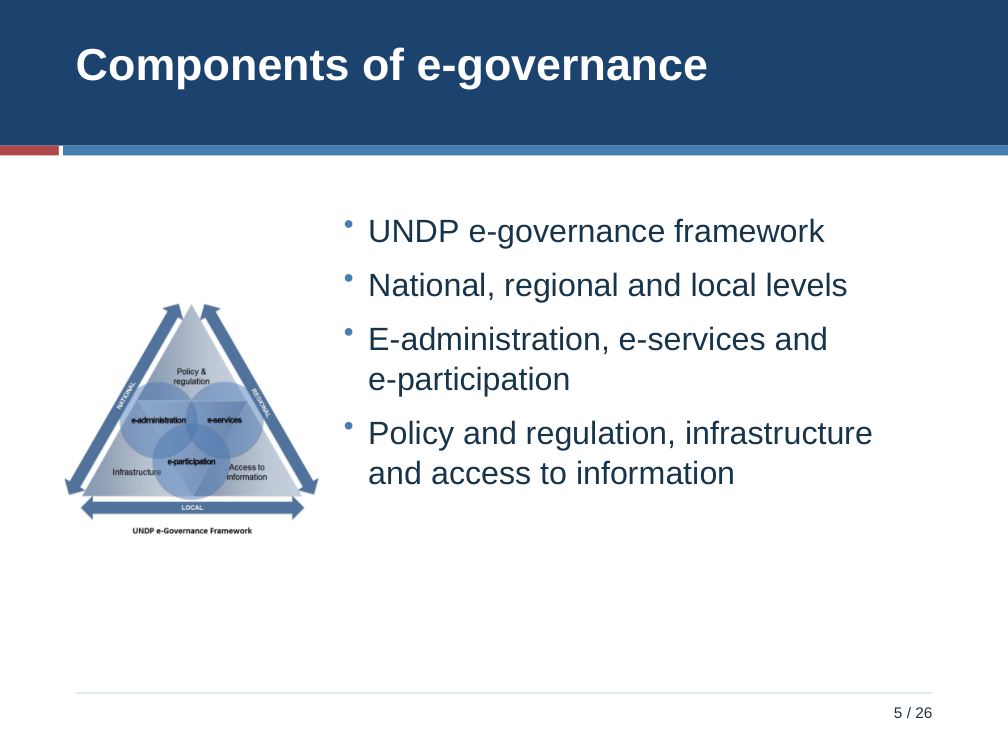 Components of e-governance
• UNDP e-governance framework
• National, regional and local levels
• E-administration, e-services and
e-participation
• Policy and regulation, infrastructure
and access to information
Policy &
regulation
NATIONAL
REGIONAL
e-administration
e-services
e-participation
Infrastructure
Access to
information
LOCAL
UNDP e-Governance Framework
5 / 26